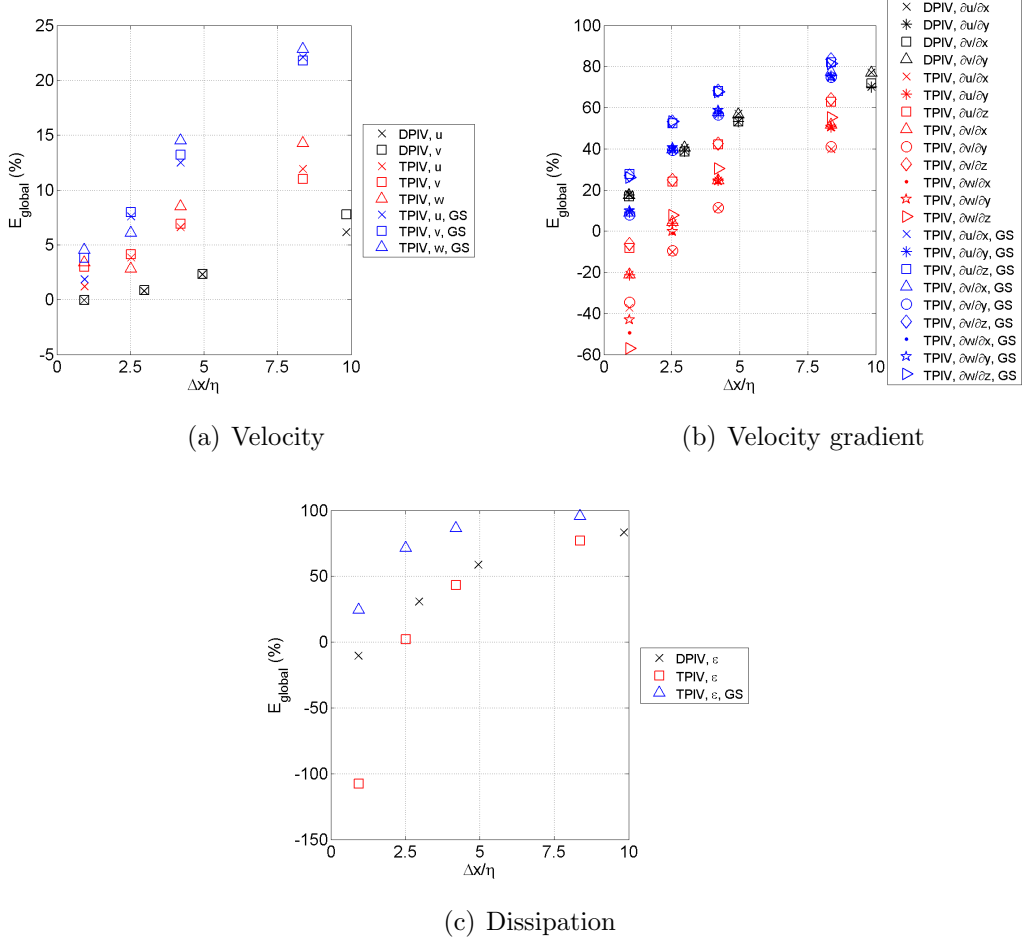 25
20
15
10
5
0
-5
0
2.5
5
7.5
10
E_global (%)
Δx/η
DPIV, u
DPIV, v
TPIV, u
TPIV, v
TPIV, w
TPIV, u, GS
TPIV, v, GS
TPIV, w, GS
(a) Velocity
100
80
60
40
20
0
-20
-40
-60
0
2.5
5
7.5
10
E_global (%)
Δx/η
DPIV, ∂u/∂x
DPIV, ∂u/∂y
DPIV, ∂v/∂x
DPIV, ∂v/∂y
TPIV, ∂u/∂x
TPIV, ∂u/∂y
TPIV, ∂u/∂z
TPIV, ∂v/∂x
TPIV, ∂v/∂y
TPIV, ∂v/∂z
TPIV, ∂w/∂x
TPIV, ∂w/∂y
TPIV, ∂w/∂z
TPIV, ∂u/∂x, GS
TPIV, ∂u/∂y, GS
TPIV, ∂u/∂z, GS
TPIV, ∂v/∂x, GS
TPIV, ∂v/∂y, GS
TPIV, ∂v/∂z, GS
TPIV, ∂w/∂x, GS
TPIV, ∂w/∂y, GS
TPIV, ∂w/∂z, GS
(b) Velocity gradient
100
50
0
-50
-100
-150
0
2.5
5
7.5
10
E_global (%)
Δx/η
DPIV, ε
TPIV, ε
TPIV, ε, GS
(c) Dissipation